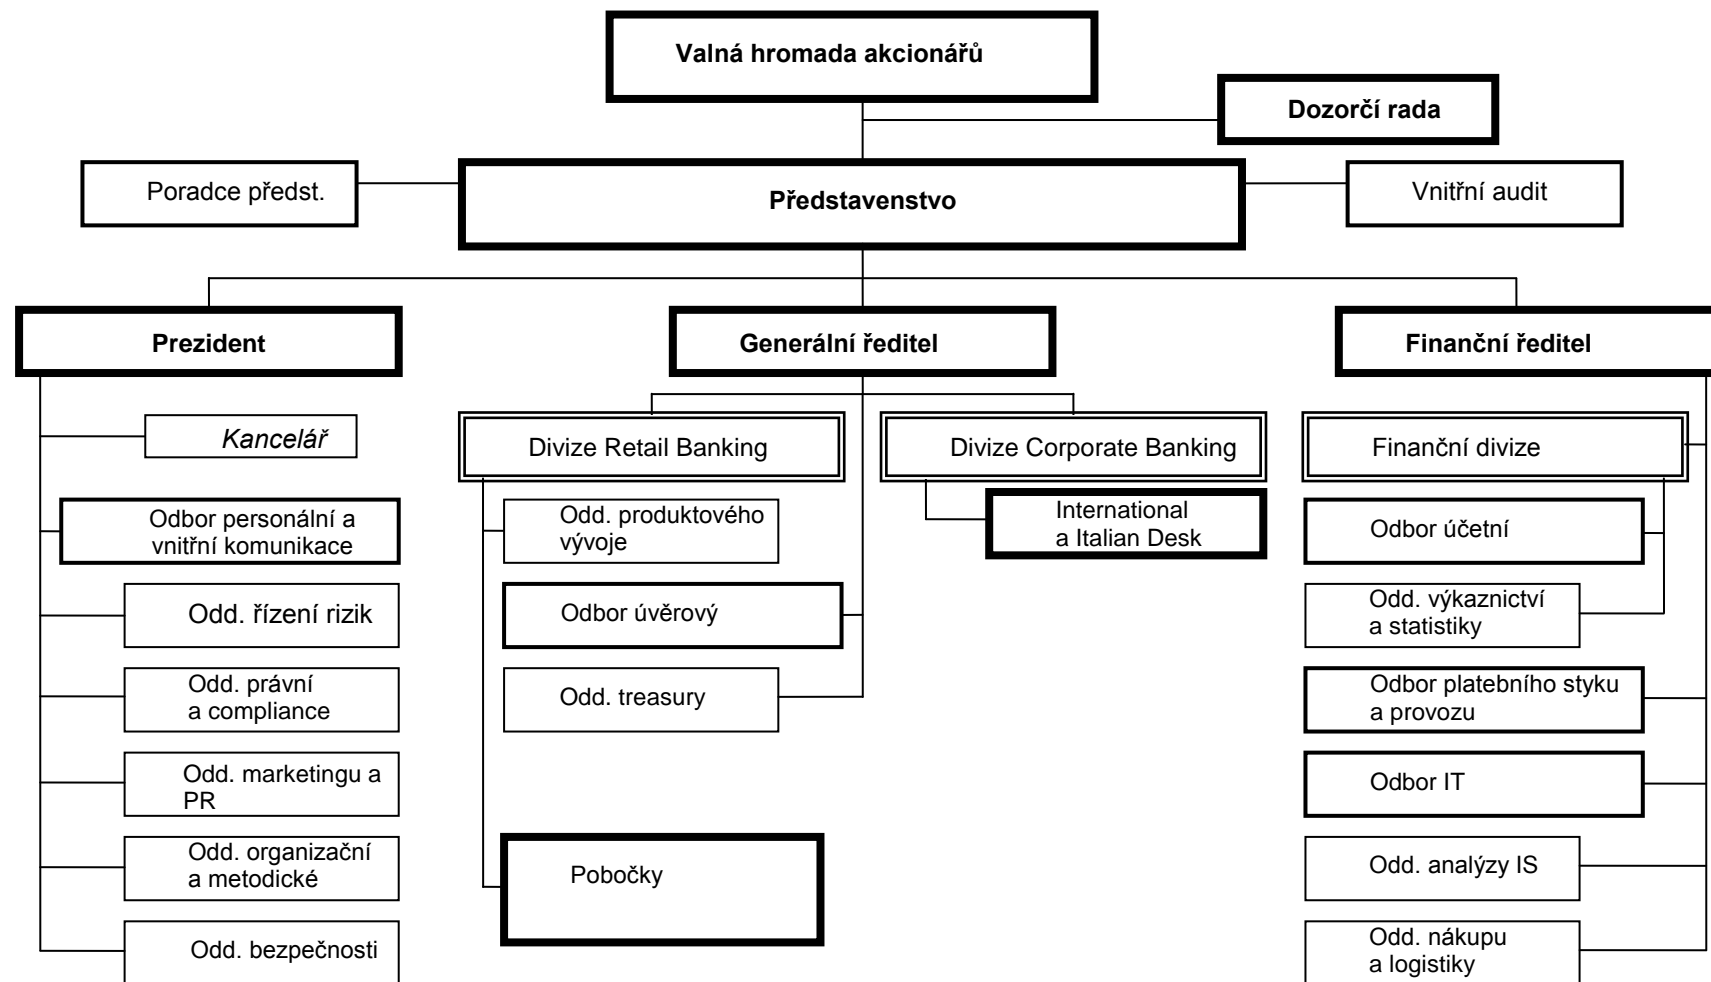 Valná hromada akcionářů
Dozorčí rada
Poradce předst.
Představenstvo
Vnitřní audit
Prezident
Generální ředitel
Finanční ředitel
Kancelář
Divize Retail Banking
Divize Corporate Banking
Finanční divize
Odbor personální a
vnitřní komunikace
Odd. produktového
vývoje
International
a Italian Desk
Odbor účetní
Odd. řízení rizik
Odbor úvěrový
Odd. výkaznictví
a statistiky
Odd. právní
a compliance
Odd. treasury
Odbor platebního styku
a provozu
Odd. marketingu a
PR
Odbor IT
Odd. organizační
a metodické
Pobočky
Odd. analýzy IS
Odd. bezpečnosti
Odd. nákupu
a logistiky